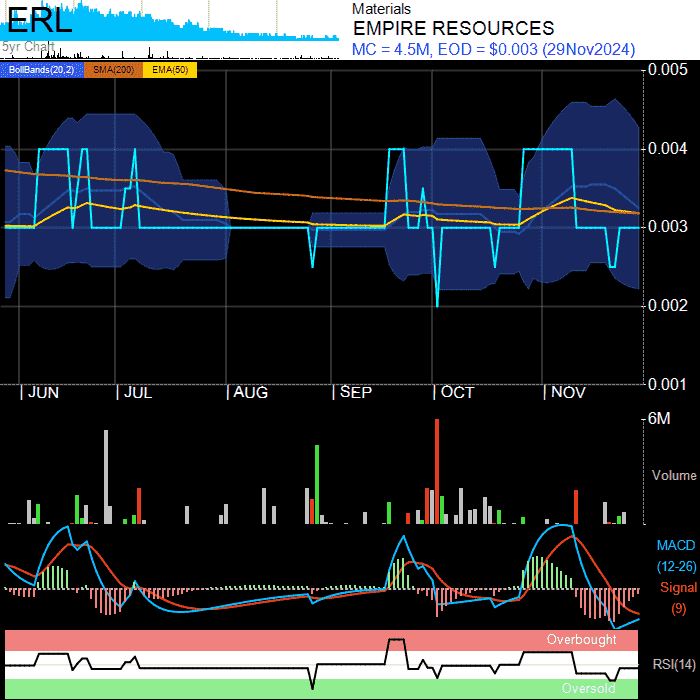 ERL
5yr Chart
Materials
EMPIRE RESOURCES
MC = 4.5M, EOD = $0.003 (29Nov2024)
BollBands(20,2) SMA(200) EMA(50)
0.005
0.004
0.003
0.002
0.001
JUN JUL AUG SEP OCT NOV
6M
Volume
MACD
(12-26)
Signal
(9)
Overbought
RSI(14)
Oversold